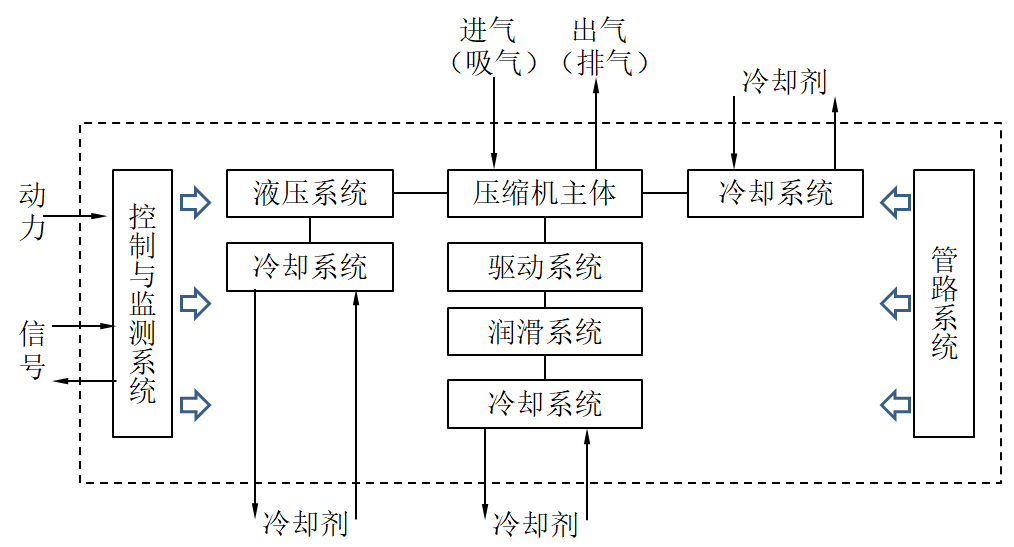 进气
（吸气）
出气
（排气）
冷却剂
动力
控制与监测系统
液压系统
压缩机主体
冷却系统
冷却系统
驱动系统
管路系统
信号
润滑系统
冷却系统
冷却剂
冷却剂